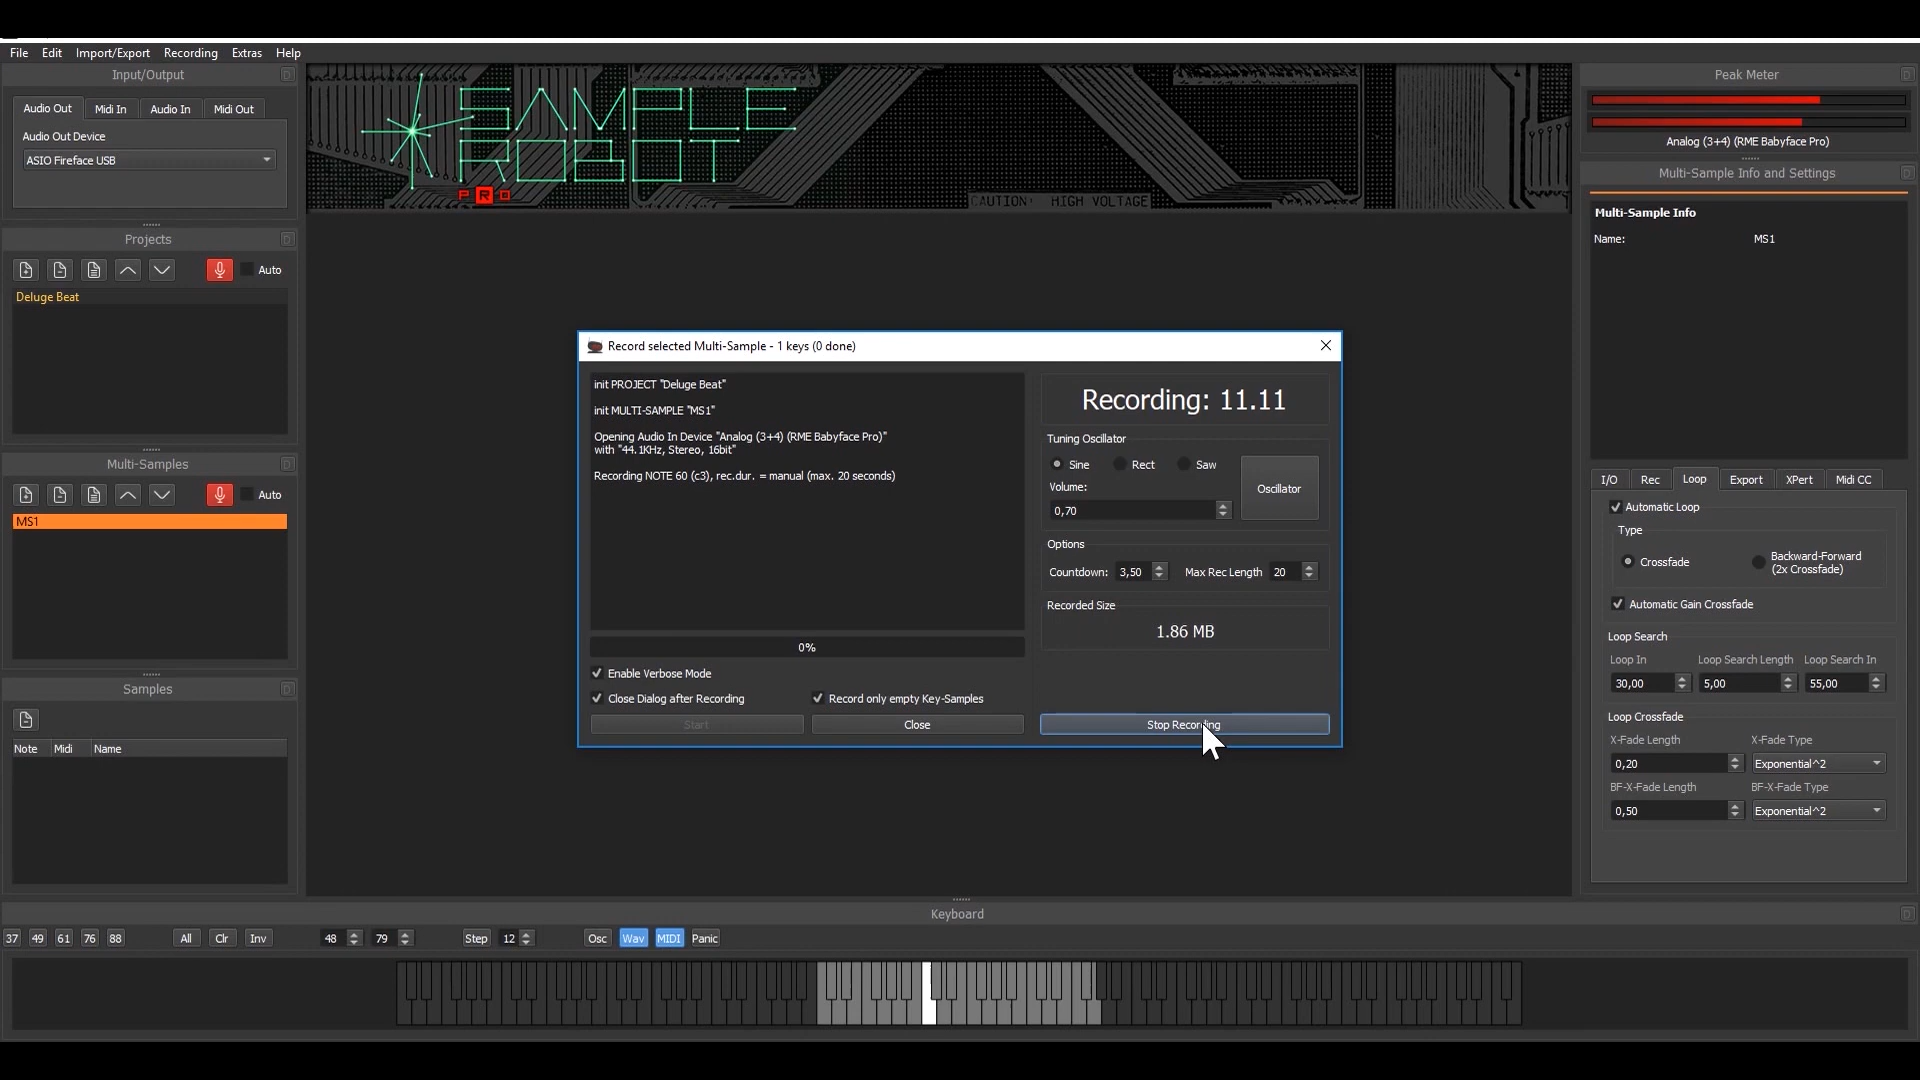 File Edit Import/Export Recording Extras Help
Input/Output
Audio Out Midi In Audio In Midi Out
Audio Out Device
ASIO Fireface USB
Projects
Auto
Deluge Beat
Multi-Samples
Auto
MS1
Samples
Note Midi Name
SAMPLE
ROBOT
PRO
CAUTION: HIGH VOLTAGE
Record selected Multi-Sample - 1 keys (0 done)
init PROJECT "Deluge Beat"
init MULTI-SAMPLE "MS1"
Opening Audio In Device "Analog (3+4) (RME Babyface Pro)"
with "44.1KHz, Stereo, 16bit"
Recording NOTE 60 (c3), rec.dur. = manual (max. 20 seconds)
0%
Enable Verbose Mode
Close Dialog after Recording Record only empty Key-Samples
Start Close
Recording: 11.11
Tuning Oscillator
Sine Rect Saw
Volume:
0,70
Oscillator
Options
Countdown: 3,50 Max Rec Length 20
Recorded Size
1.86 MB
Stop Recording
Peak Meter
Analog (3+4) (RME Babyface Pro)
Multi-Sample Info and Settings
Multi-Sample Info
Name: MS1
I/O Rec Loop Export XPert Midi CC
Automatic Loop
Type
Crossfade
Backward-Forward
(2x Crossfade)
Automatic Gain Crossfade
Loop Search
Loop In Loop Search Length Loop Search In
30,00 5,00 55,00
Loop Crossfade
X-Fade Length X-Fade Type
0,20 Exponential^2
BF-X-Fade Length BF-X-Fade Type
0,50 Exponential^2
Keyboard
37 49 61 76 88 All Clr Inv 48 79 Step 12 Osc Wav MIDI Panic